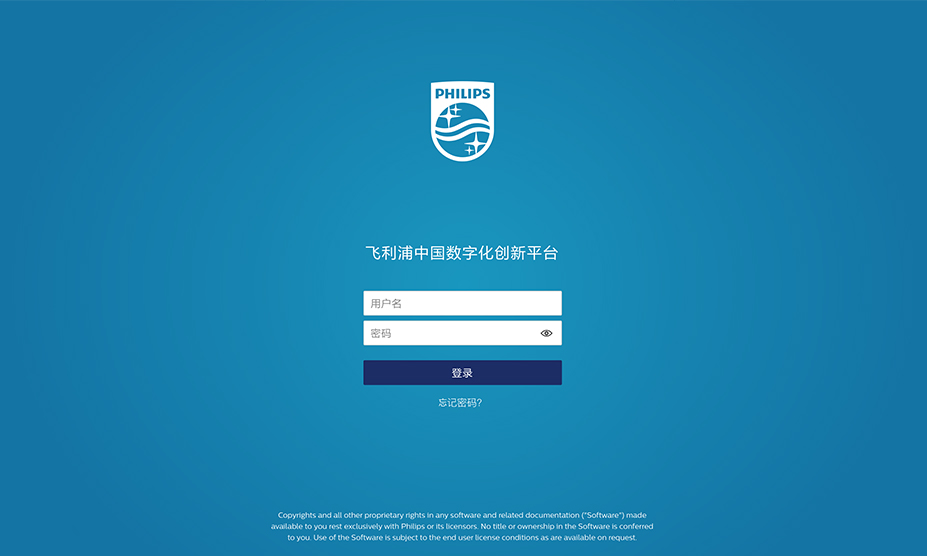 PHILIPS
飞利浦中国数字化创新平台
用户名
密码
登录
忘记密码?
Copyrights and all other proprietary rights in any software and related documentation ("Software") made
available to you rest exclusively with Philips or its licensors. No title or ownership in the Software is conferred
to you. Use of the Software is subject to the end user license conditions as are available on request.